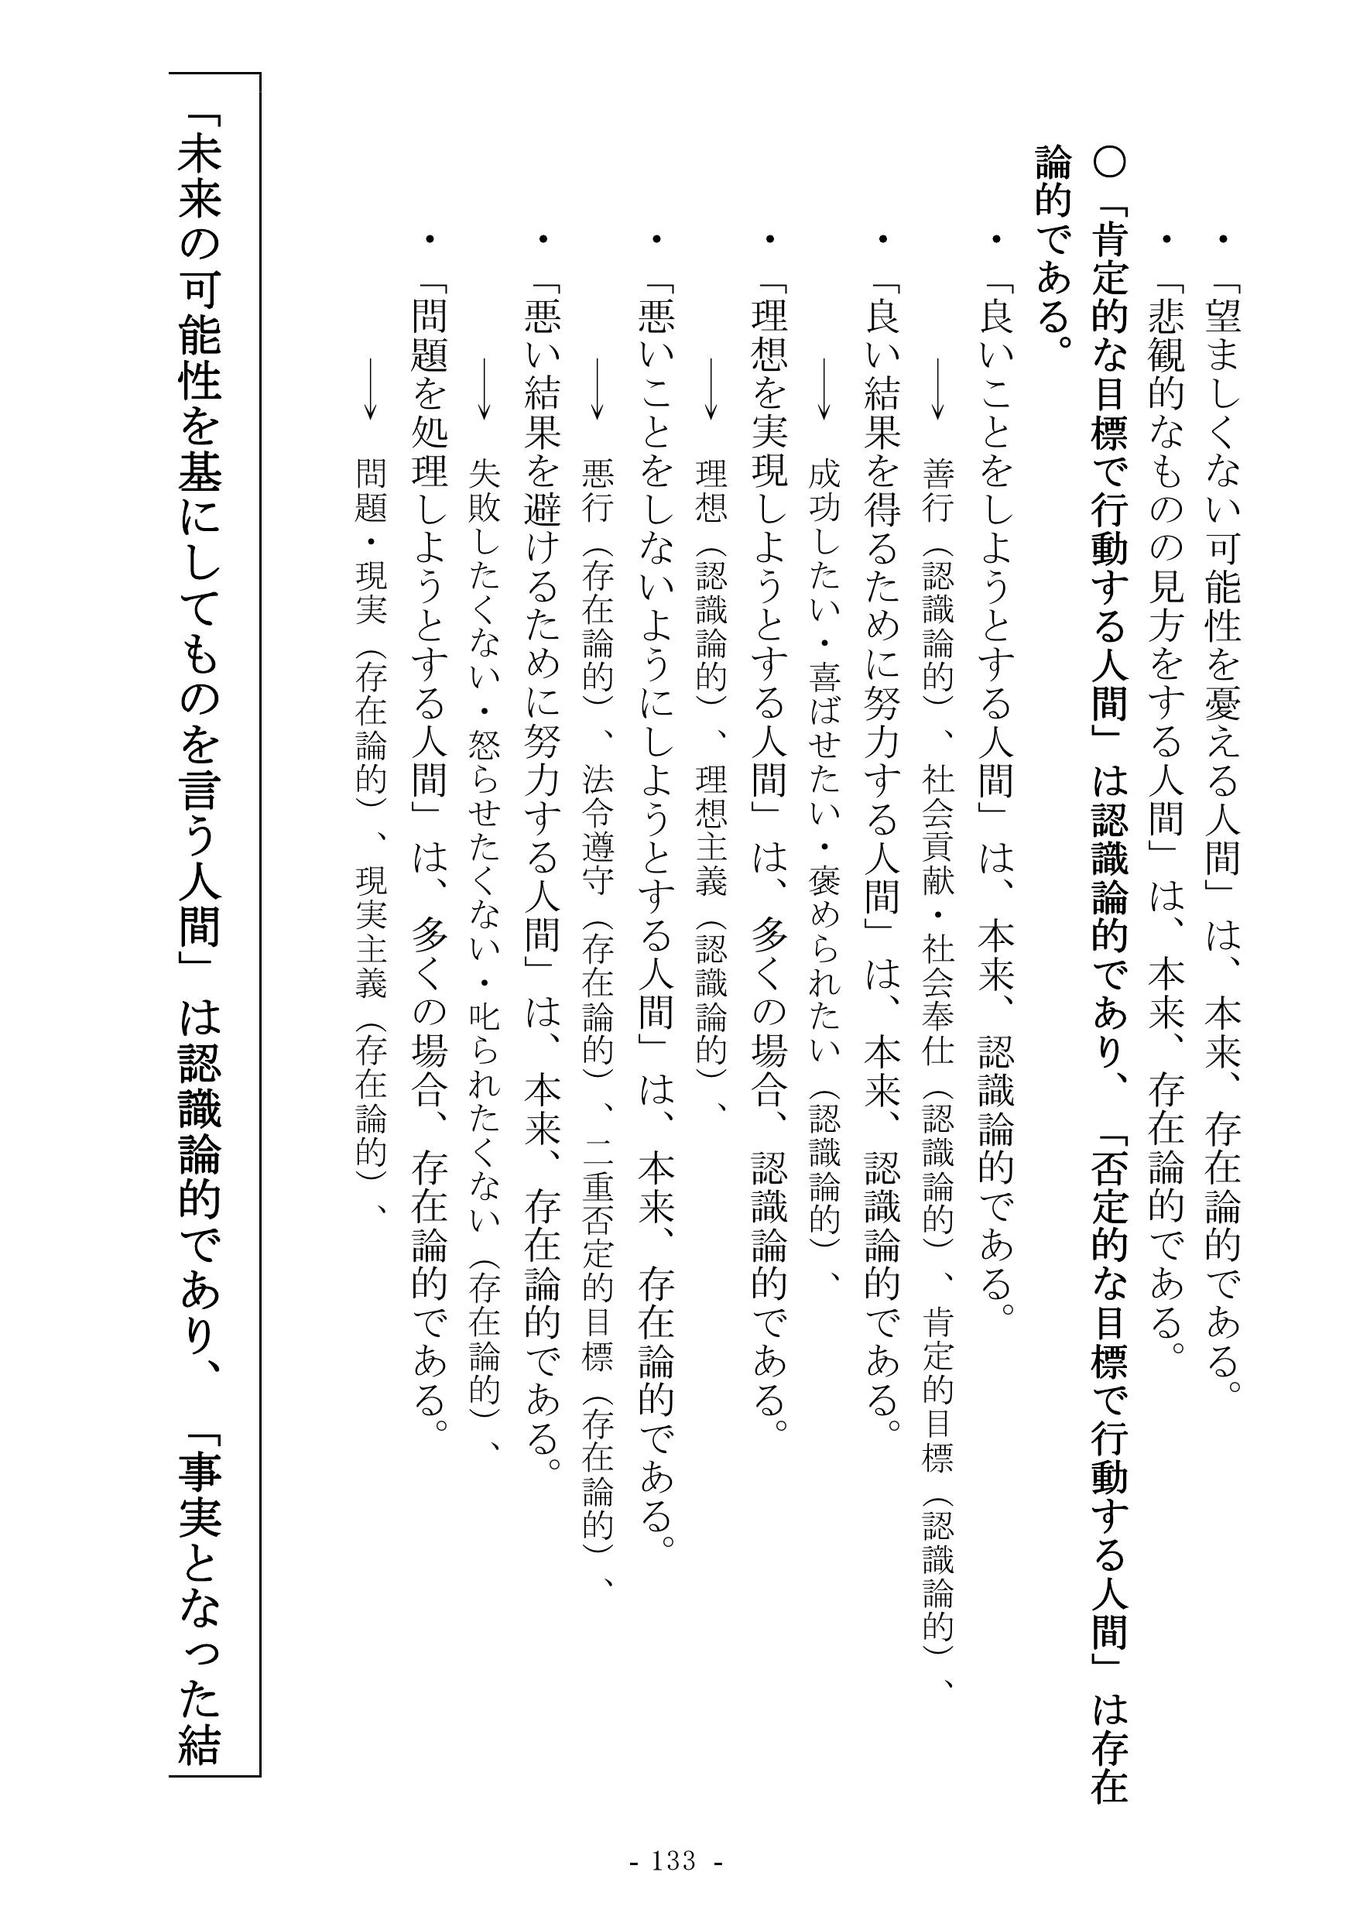 ・「望ましくない可能性を憂える人間」は、本来、存在論的である。
・「悲観的なものの見方をする人間」は、本来、存在論的である。
○「肯定的な目標で行動する人間」は認識論的であり、「否定的な目標で行動する人間」は存在
論的である。
・「良いことをしようとする人間」は、本来、認識論的である。
→ 善行（認識論的）、社会貢献・社会奉仕（認識論的）、肯定的目標（認識論的）、
・「良い結果を得るために努力する人間」は、本来、認識論的である。
→ 成功したい・喜ばせたい・褒められたい（認識論的）、
・「理想を実現しようとする人間」は、多くの場合、認識論的である。
→ 理想（認識論的）、理想主義（認識論的）、
・「悪いことをしないようにしようとする人間」は、本来、存在論的である。
→ 悪行（存在論的）、法令遵守（存在論的）、二重否定的目標（存在論的）、
・「悪い結果を避けるために努力する人間」は、本来、存在論的である。
→ 失敗したくない・怒らせたくない・叱られたくない（存在論的）、
・「問題を処理しようとする人間」は、多くの場合、存在論的である。
→ 問題・現実（存在論的）、現実主義（存在論的）、
「未来の可能性を基にしてものを言う人間」は認識論的であり、「事実となった結
- 133 -